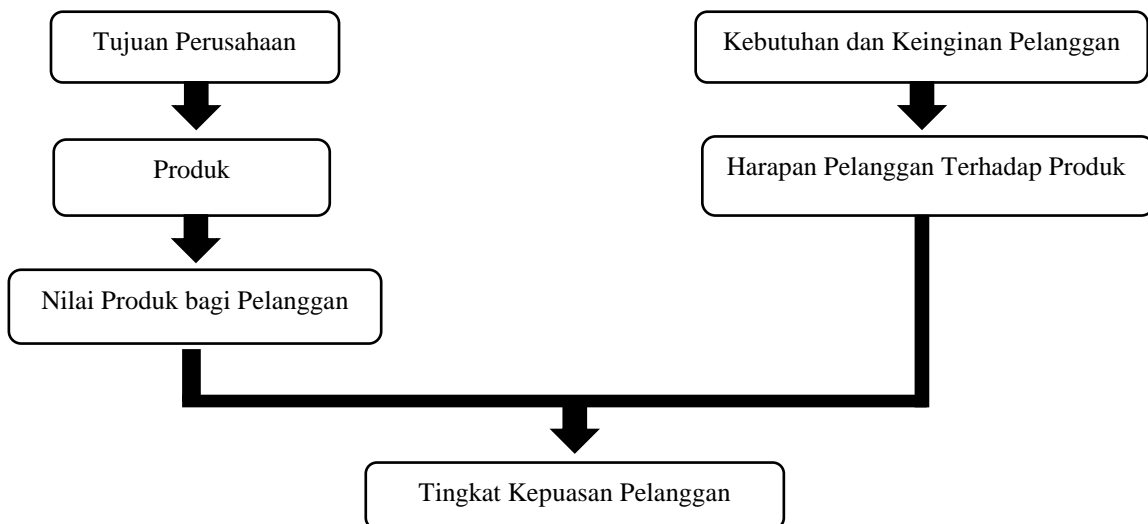 Tujuan Perusahaan
Kebutuhan dan Keinginan Pelanggan
Produk
Harapan Pelanggan Terhadap Produk
Nilai Produk bagi Pelanggan
Tingkat Kepuasan Pelanggan